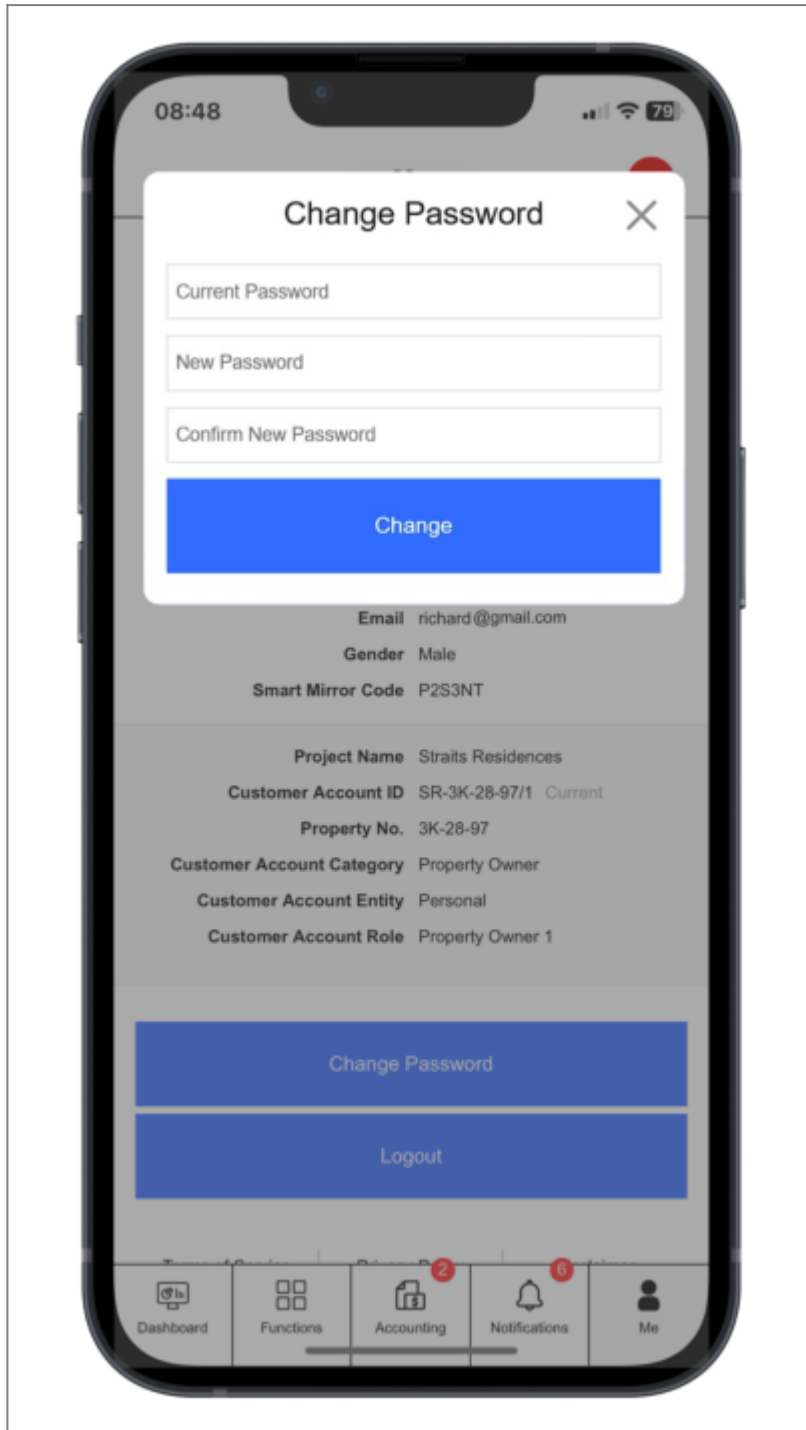 08:48
79
Change Password
Current Password
New Password
Confirm New Password
Change
Email richard@gmail.com
Gender Male
Smart Mirror Code P2S3NT
Project Name Straits Residences
Customer Account ID SR-3K-28-97/1 Current
Property No. 3K-28-97
Customer Account Category Property Owner
Customer Account Entity Personal
Customer Account Role Property Owner 1
Change Password
Logout
2 6
Dashboard Functions Accounting Notifications Me